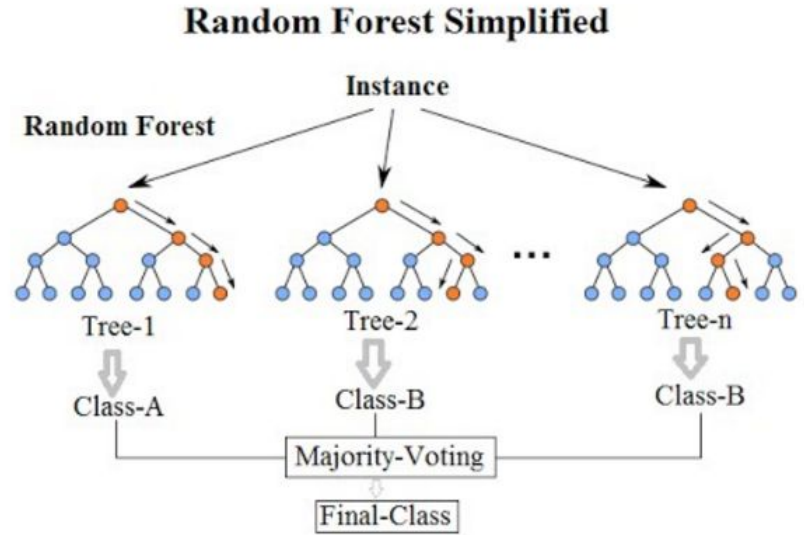 Random Forest Simplified
Instance
Random Forest
...
Tree-1
Tree-2
Tree-n
Class-A
Class-B
Class-B
Majority-Voting
Final-Class